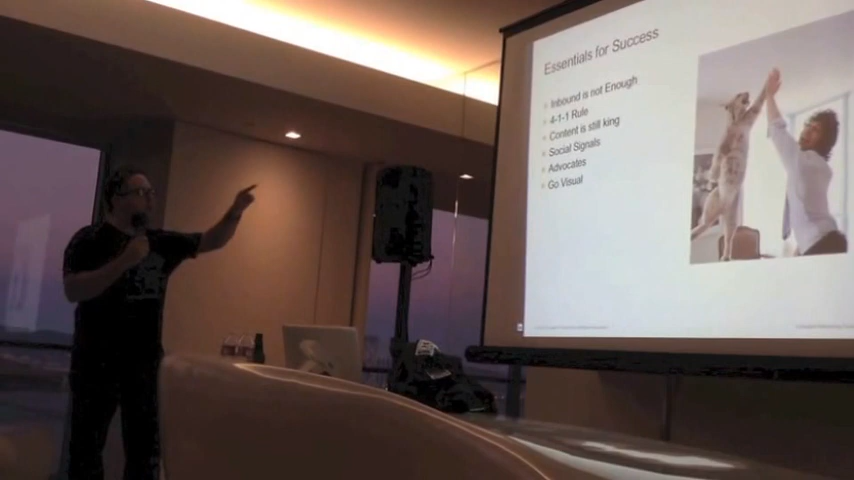 Essentials for Success
Inbound is not Enough
4-1-1 Rule
Content is still king
Social Signals
Advocates
Go Visual